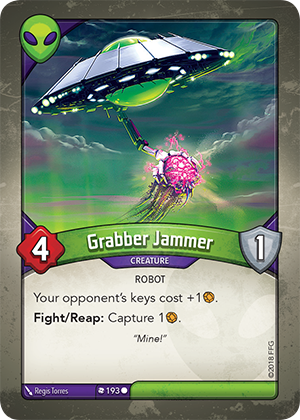 Grabber Jammer
4
1
CREATURE
ROBOT
Your opponent's keys cost +1.
Fight/Reap: Capture 1.
"Mine!"
©2018 FFG
Regis Torres
193